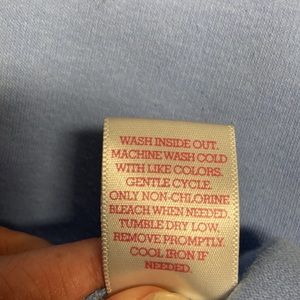 WASH INSIDE OUT.
MACHINE WASH COLD
WITH LIKE COLORS.
GENTLE CYCLE.
ONLY NON-CHLORINE
BLEACH WHEN NEEDED.
TUMBLE DRY LOW.
REMOVE PROMPTLY.
COOL IRON IF
NEEDED.